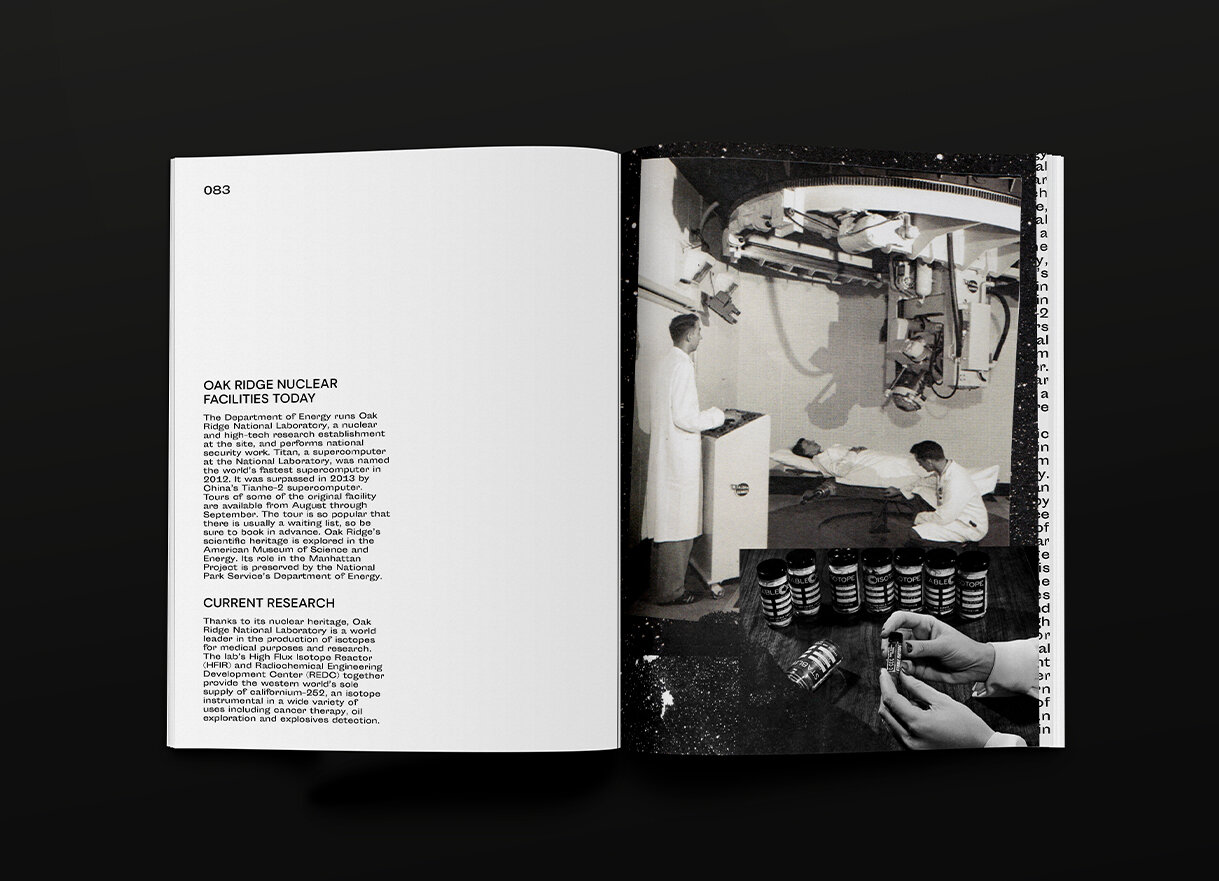 083
OAK RIDGE NUCLEAR
FACILITIES TODAY
The Department of Energy runs Oak
Ridge National Laboratory, a nuclear
and high-tech research establishment
at the site, and performs national
security work. Titan, a supercomputer
at the National Laboratory, was named
the world's fastest supercomputer in
2012. It was surpassed in 2013 by
China's Tianhe-2 supercomputer.
Tours of some of the original facility
are available from August through
September. The tour is so popular that
there is usually a waiting list, so be
sure to book in advance. Oak Ridge's
scientific heritage is explored in the
American Museum of Science and
Energy. Its role in the Manhattan
Project is preserved by the National
Park Service's Department of Energy.
CURRENT RESEARCH
Thanks to its nuclear heritage, Oak
Ridge National Laboratory is a world
leader in the production of isotopes
for medical purposes and research.
The lab's High Flux Isotope Reactor
(HFIR) and Radiochemical Engineering
Development Center (REDC) together
provide the western world's sole
supply of californium-252, an isotope
instrumental in a wide variety of
uses including cancer therapy, oil
exploration and explosives detection.
ABLE
OTOPE
ISOT
OTOPE
ABLE
OTOPE